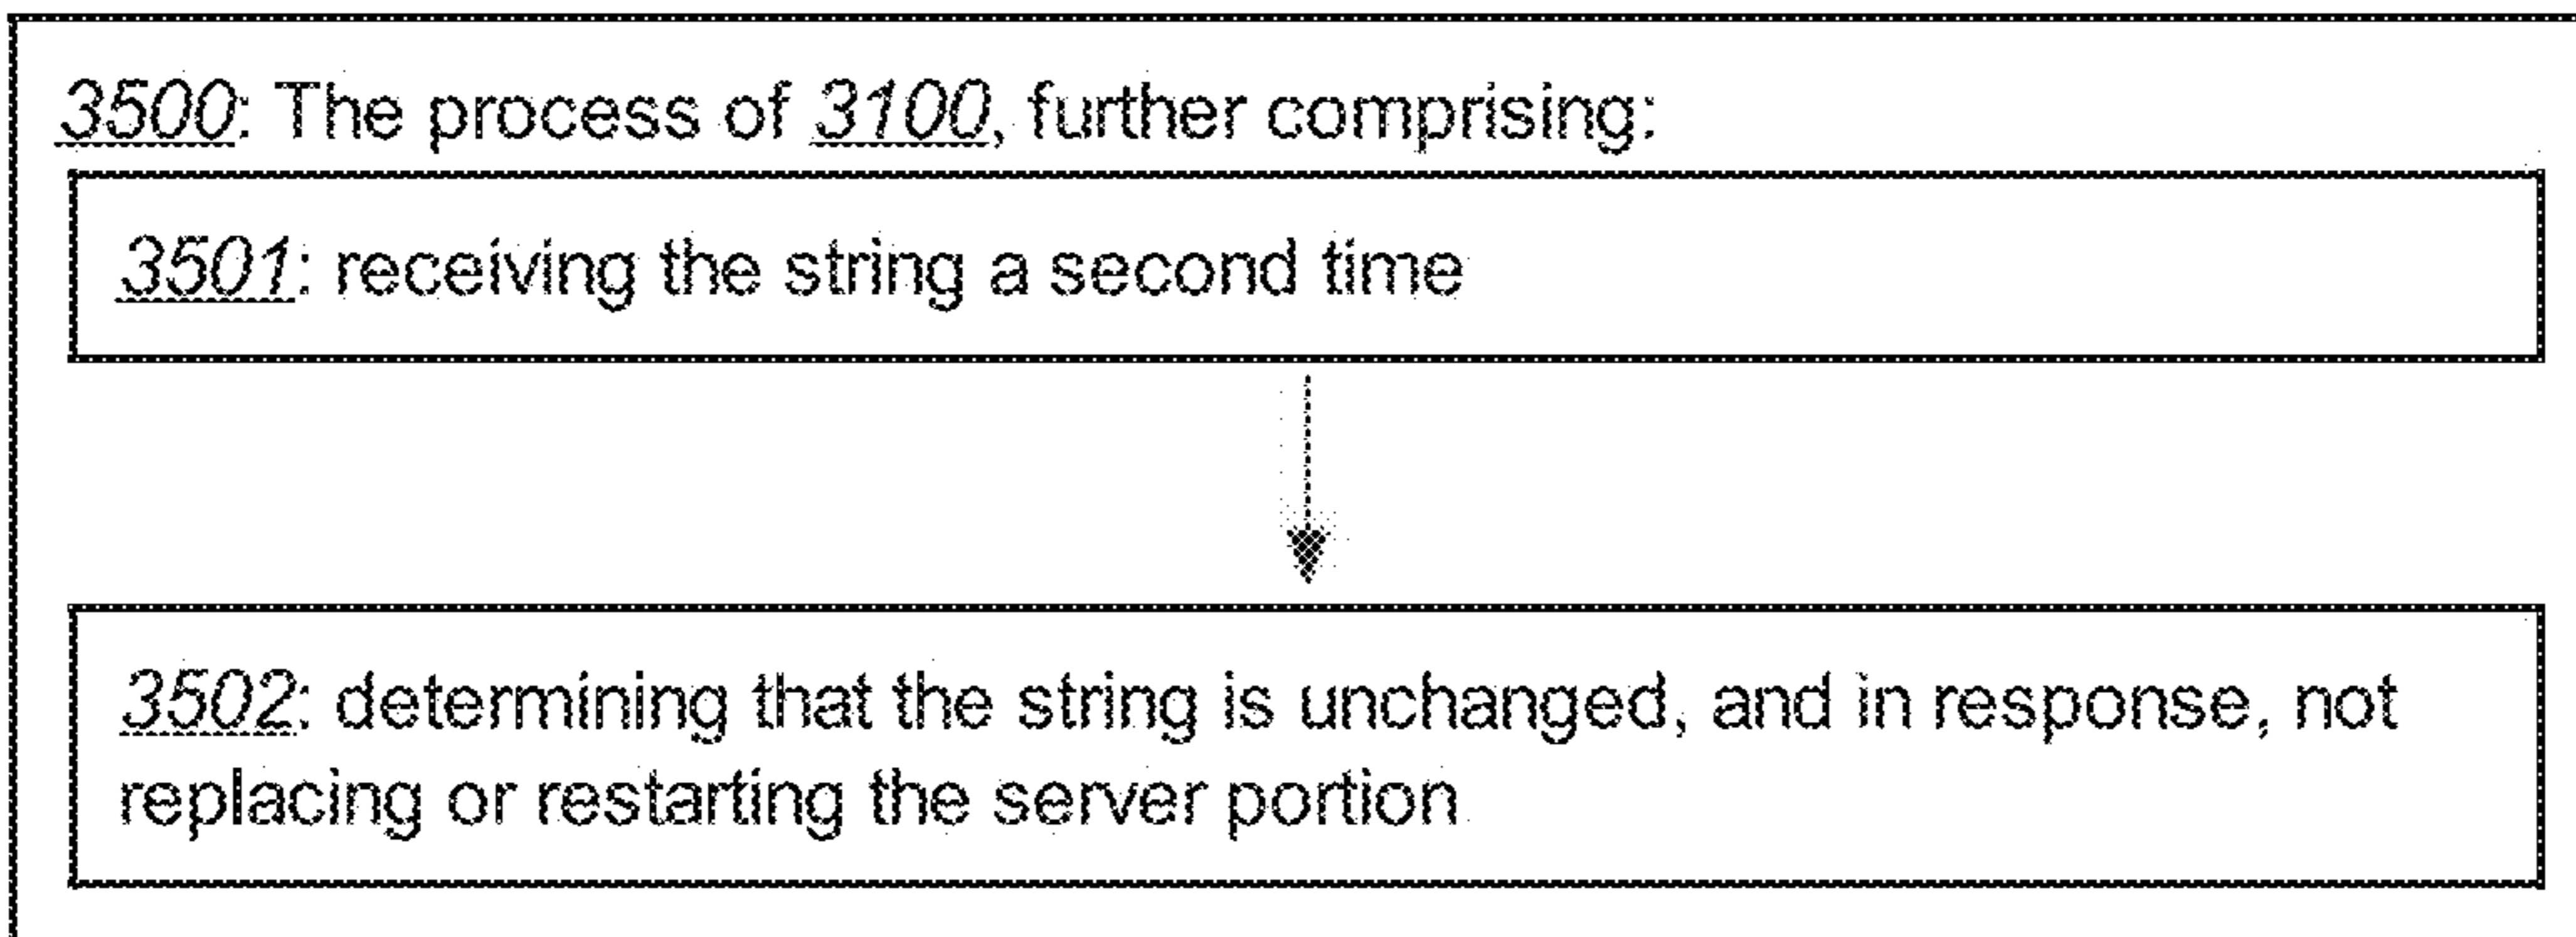 3500: The process of 3100, further comprising:
3501: receiving the string a second time
3502: determining that the string is unchanged, and in response, not
replacing or restarting the server portion